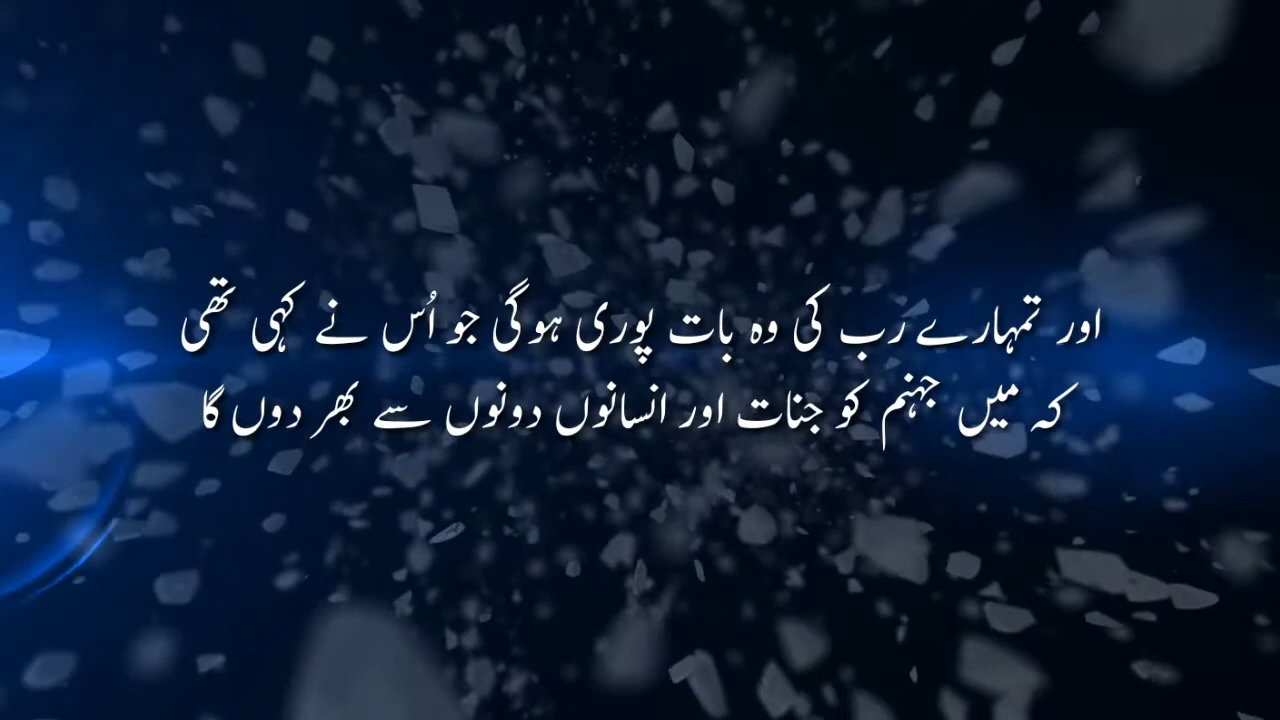 اور تمہارے رب کی وہ بات پوری ہوگی جو اُس نے کہی تھی
کہ میں جہنم کو جنات اور انسانوں دونوں سے بھر دوں گا